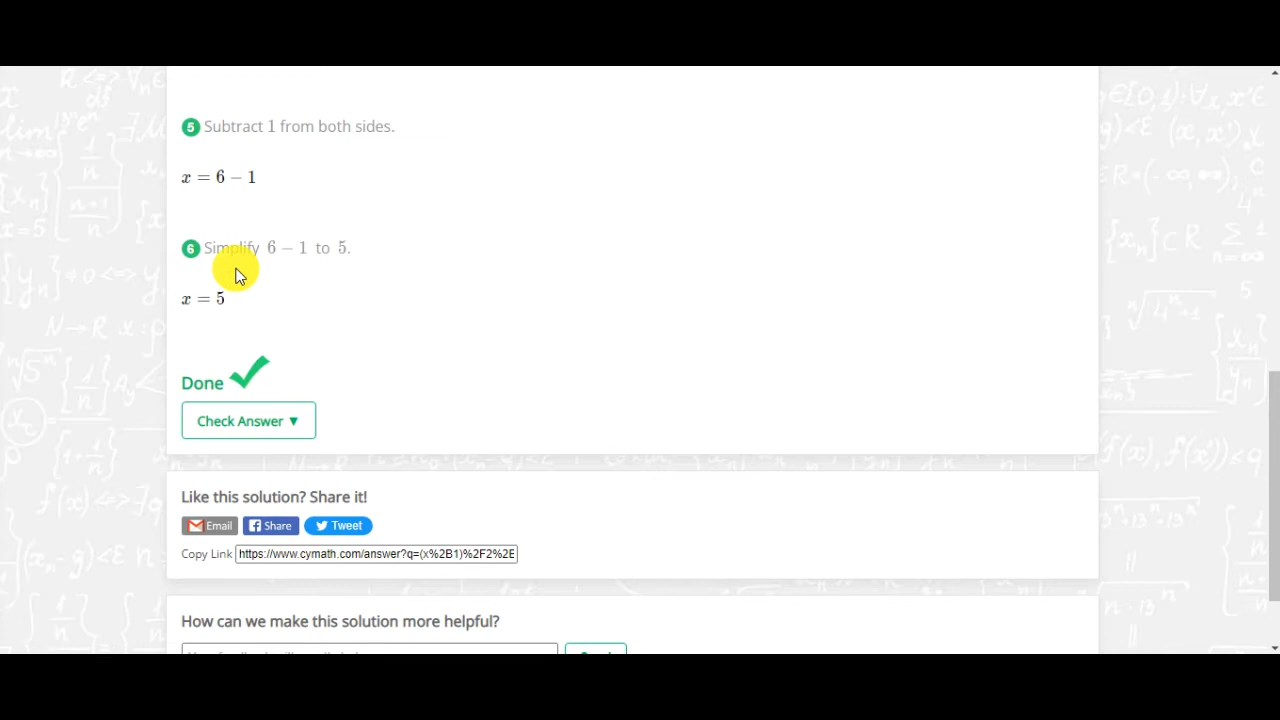 5 Subtract 1 from both sides.
x = 6 − 1
6 Simplify 6 − 1 to 5.
x = 5
Done
Check Answer ▼
Like this solution? Share it!
Email Share Tweet
Copy Link https://www.cymath.com/answer?q=(x%2B1)%2F2%2E
How can we make this solution more helpful?